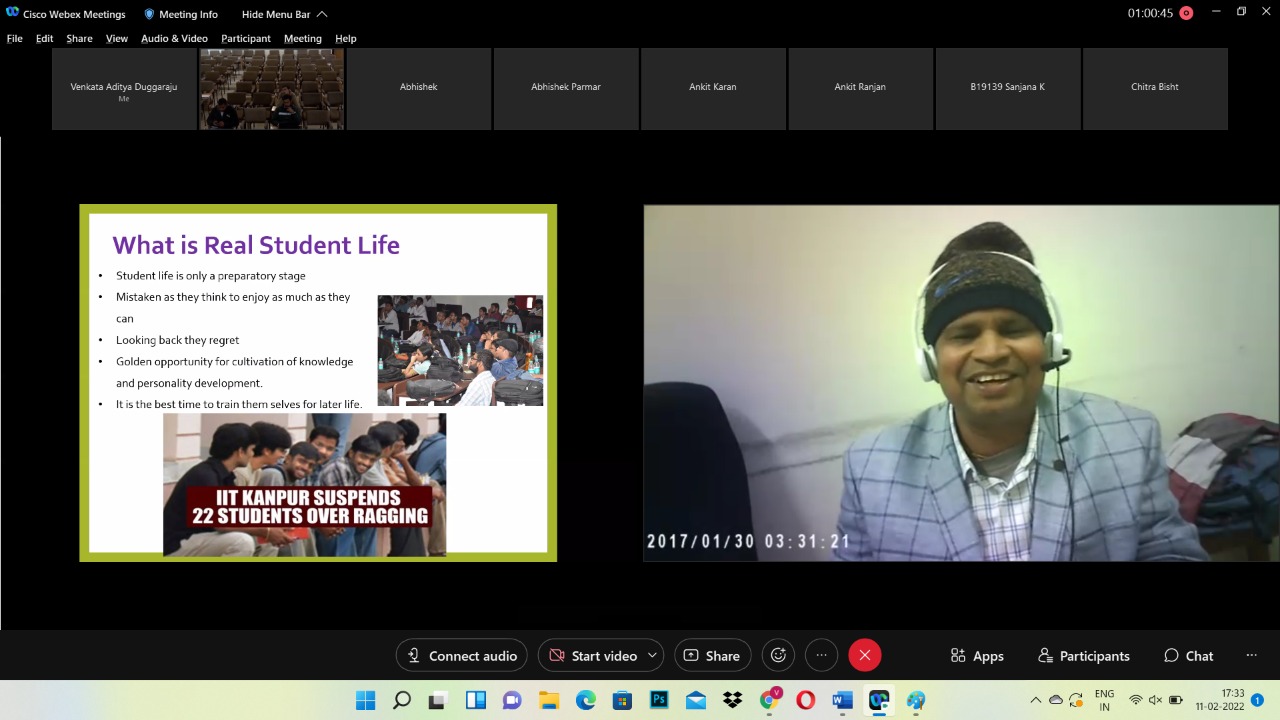 Cisco Webex Meetings Meeting Info Hide Menu Bar 01:00:45
File Edit Share View Audio & Video Participant Meeting Help
Venkata Aditya Duggaraju
Me
Abhishek
Abhishek Parmar
Ankit Karan
Ankit Ranjan
B19139 Sanjana K
Chitra Bisht
What is Real Student Life
• Student life is only a preparatory stage
• Mistaken as they think to enjoy as much as they
can
• Looking back they regret
• Golden opportunity for cultivation of knowledge
and personality development.
• It is the best time to train them selves for later life.
IIT KANPUR SUSPENDS
22 STUDENTS OVER RAGGING
2017/01/30 03:31:21
Connect audio Start video Share Apps Participants Chat
Ps
V
W
ENG
IN
17:33
11-02-2022
1